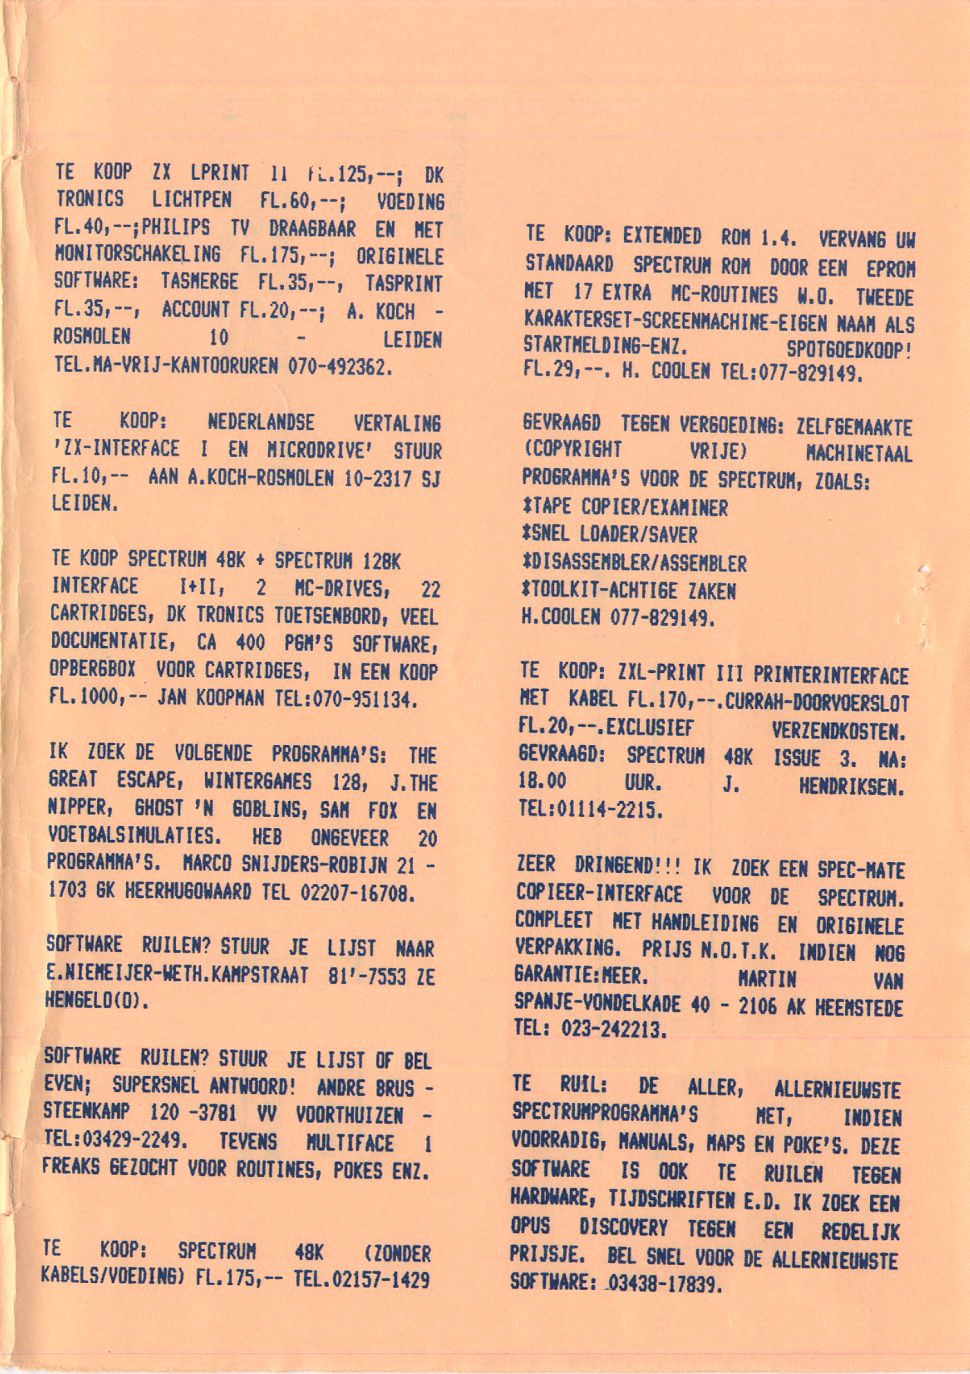 TE KOOP ZX LPRINT II FL.125,--; DK
TRONICS LICHTPEN FL.60,--; VOEDING
FL.40,--;PHILIPS TV DRAAGBAAR EN MET
MONITORSCHAKELING FL.175,--; ORIGINELE
SOFTWARE: TASMERGE FL.35,--, TASPRINT
FL.35,--, ACCOUNT FL.20,--; A. KOCH -
ROSMOLEN 10 - LEIDEN
TEL.MA-VRIJ-KANTOORUREN 070-492362.

TE KOOP: NEDERLANDSE VERTALING
'ZX-INTERFACE I EN MICRODRIVE' STUUR
FL.10,-- AAN A.KOCH-ROSMOLEN 10-2317 SJ
LEIDEN.

TE KOOP SPECTRUM 48K + SPECTRUM 128K
INTERFACE I+II, 2 MC-DRIVES, 22
CARTRIDGES, DK TRONICS TOETSENBORD, VEEL
DOCUMENTATIE, CA 400 PGM'S SOFTWARE,
OPBERGBOX VOOR CARTRIDGES, IN EEN KOOP
FL.1000,-- JAN KOOPMAN TEL:070-951134.

IK ZOEK DE VOLGENDE PROGRAMMA'S: THE
GREAT ESCAPE, WINTERGAMES 128, J.THE
NIPPER, GHOST 'N GOBLINS, SAM FOX EN
VOETBALSIMULATIES. HEB ONGEVEER 20
PROGRAMMA'S. MARCO SNIJDERS-ROBIJN 21 -
1703 GK HEERHUGOWAARD TEL 02207-16708.

SOFTWARE RUILEN? STUUR JE LIJST NAAR
E.NIEMEIJER-WETH.KAMPSTRAAT 81'-7553 ZE
HENGELO(O).

SOFTWARE RUILEN? STUUR JE LIJST OF BEL
EVEN; SUPERSNEL ANTWOORD! ANDRE BRUS -
STEENKAMP 120 -3781 VV VOORTHUIZEN -
TEL:03429-2249. TEVENS MULTIFACE 1
FREAKS GEZOCHT VOOR ROUTINES, POKES ENZ.

TE KOOP: SPECTRUM 48K (ZONDER
KABELS/VOEDING) FL.175,-- TEL.02157-1429

TE KOOP: EXTENDED ROM 1.4. VERVANG UW
STANDAARD SPECTRUM ROM DOOR EEN EPROM
MET 17 EXTRA MC-ROUTINES W.O. TWEEDE
KARAKTERSET-SCREENMACHINE-EIGEN NAAM ALS
STARTMELDING-ENZ. SPOTGOEDKOOP!
FL.29,--. H. COOLEN TEL:077-829149.

GEVRAAGD TEGEN VERGOEDING: ZELFGEMAAKTE
(COPYRIGHT VRIJE) MACHINETAAL
PROGRAMMA'S VOOR DE SPECTRUM, ZOALS:
*TAPE COPIER/EXAMINER
*SNEL LOADER/SAVER
*DISASSEMBLER/ASSEMBLER
*TOOLKIT-ACHTIGE ZAKEN
H.COOLEN 077-829149.

TE KOOP: ZXL-PRINT III PRINTERINTERFACE
MET KABEL FL.170,--.CURRAH-DOORVOERSLOT
FL.20,--.EXCLUSIEF VERZENDKOSTEN.
GEVRAAGD: SPECTRUM 48K ISSUE 3. NA:
18.00 UUR. J. HENDRIKSEN.
TEL:01114-2215.

ZEER DRINGEND!!! IK ZOEK EEN SPEC-MATE
COPIEER-INTERFACE VOOR DE SPECTRUM.
COMPLEET MET HANDLEIDING EN ORIGINELE
VERPAKKING. PRIJS N.O.T.K. INDIEN NOG
GARANTIE:MEER. MARTIN VAN
SPANJE-VONDELKADE 40 - 2106 AK HEEMSTEDE
TEL: 023-242213.

TE RUIL: DE ALLER, ALLERNIEUWSTE
SPECTRUMPROGRAMMA'S MET, INDIEN
VOORRADIG, MANUALS, MAPS EN POKE'S. DEZE
SOFTWARE IS OOK TE RUILEN TEGEN
HARDWARE, TIJDSCHRIFTEN E.D. IK ZOEK EEN
OPUS DISCOVERY TEGEN EEN REDELIJK
PRIJSJE. BEL SNEL VOOR DE ALLERNIEUWSTE
SOFTWARE: 03438-17839.